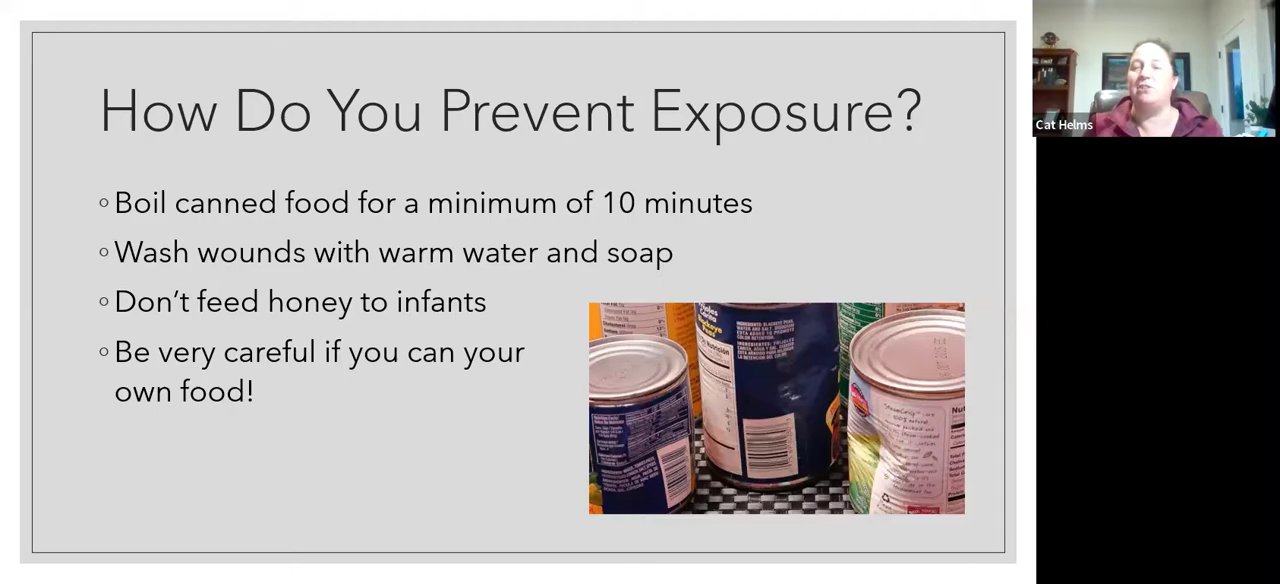 How Do You Prevent Exposure?
Boil canned food for a minimum of 10 minutes
Wash wounds with warm water and soap
Don't feed honey to infants
Be very careful if you can your
own food!
Cat Helms